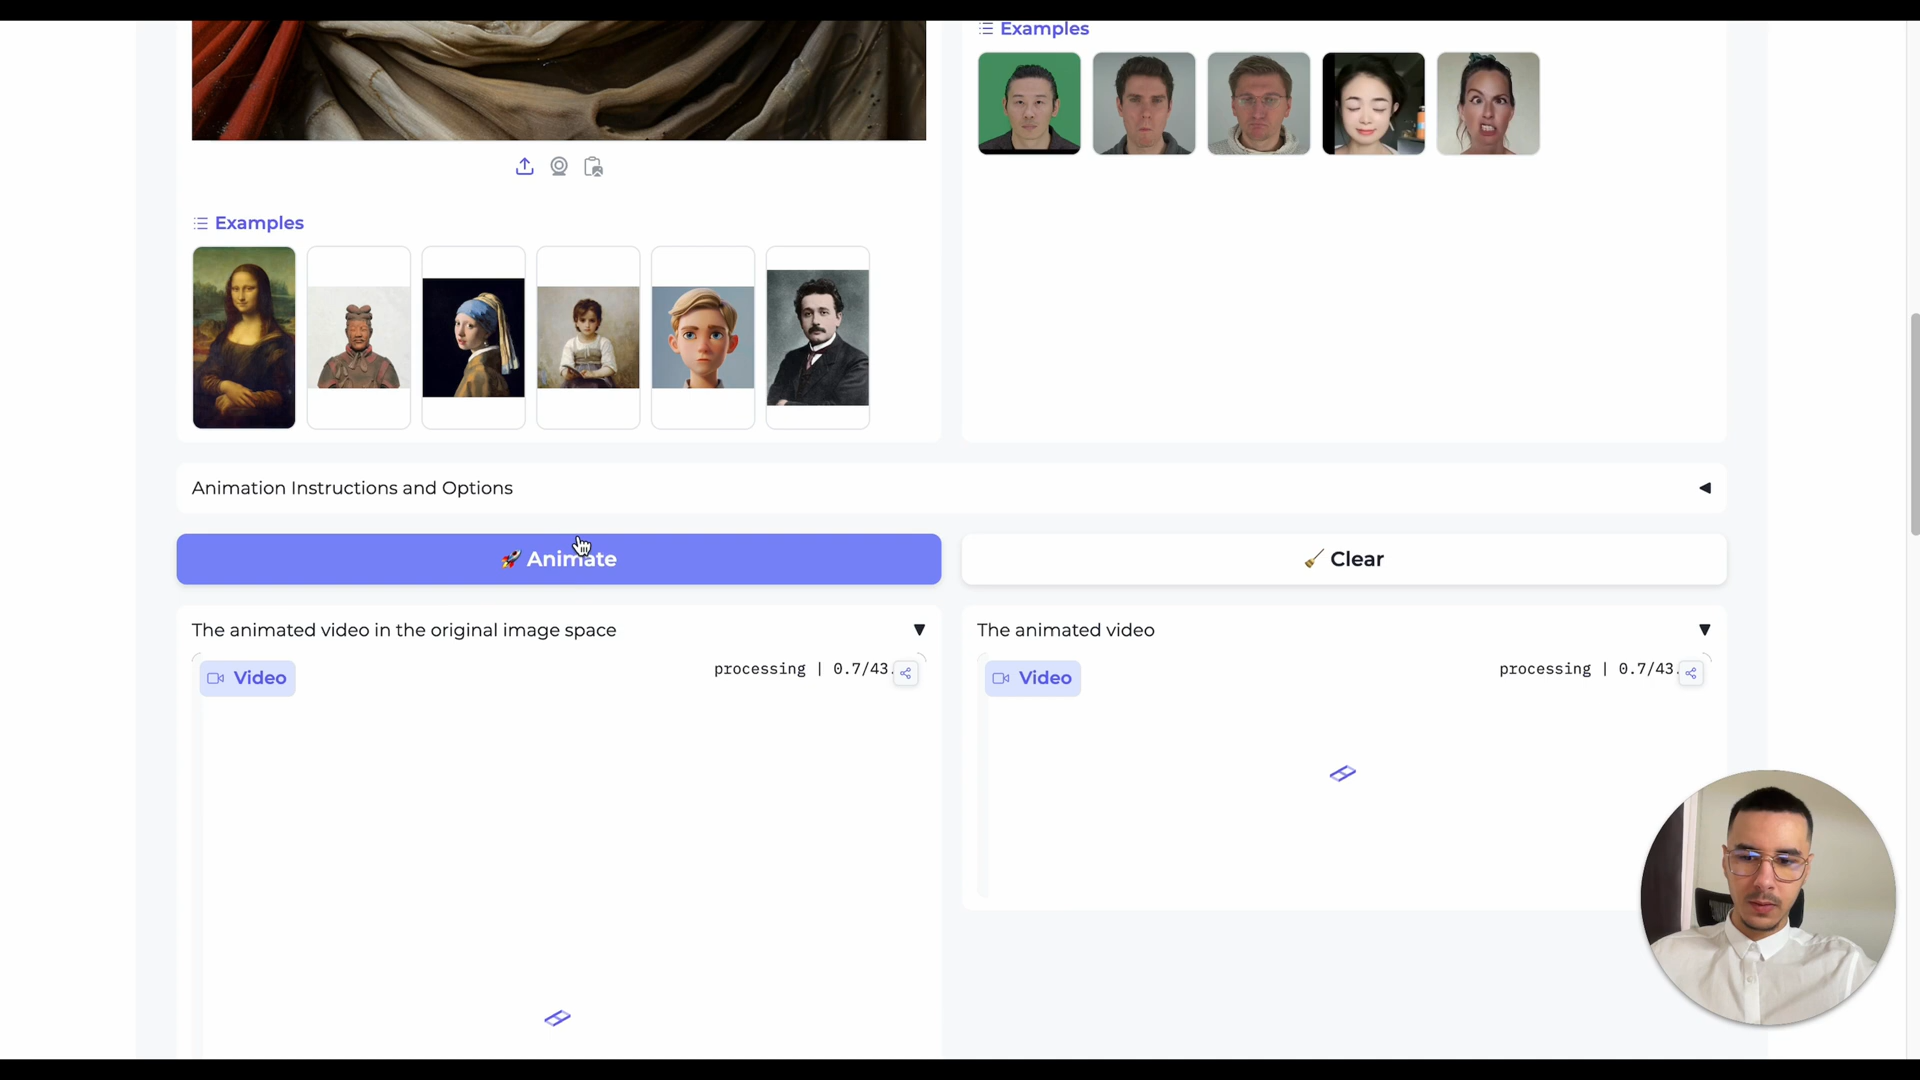 Examples
Examples
Animation Instructions and Options
Animate
Clear
The animated video in the original image space
The animated video
Video
processing | 0.7/43.
Video
processing | 0.7/43.